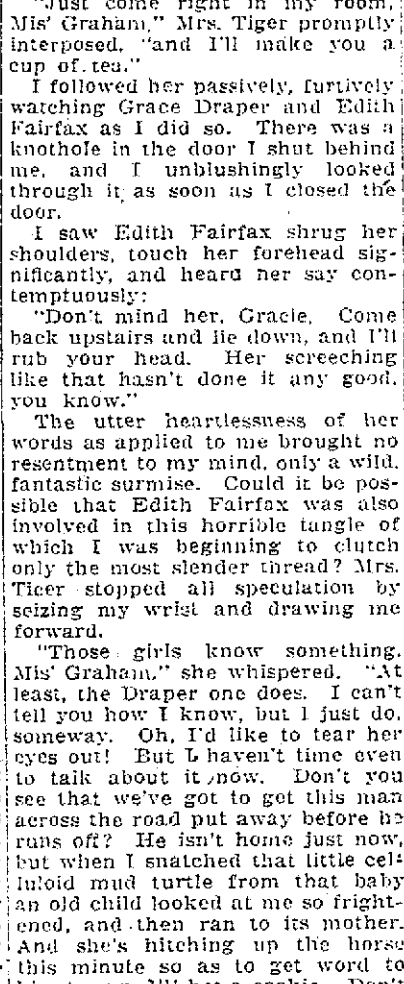 "Just come right in my room,
Mis' Graham," Mrs. Tiger promptly
interposed, "and I'll make you a
cup of tea."
I followed her passively, furtively
watching Grace Draper and Edith
Fairfax as I did so. There was a
knothole in the door I shut behind
me, and I unblushingly looked
through it as soon as I closed the
door.
I saw Edith Fairfax shrug her
shoulders, touch her forehead sig-
nificantly, and heard her say con-
temptuously:
"Don't mind her, Gracie, Come
back upstairs and lie down, and I'll
rub your head. Her screeching
like that hasn't done it any good,
you know."
The utter heartlessness of her
words as applied to me brought no
resentment to my mind, only a wild,
fantastic surmise. Could it be pos-
sible that Edith Fairfax was also
involved in this horrible tangle of
which I was beginning to clutch
only the most slender thread? Mrs.
Ticer stopped all speculation by
seizing my wrist and drawing me
forward.
"Those girls know something,
Mis' Graham," she whispered. "At
least, the Draper one does. I can't
tell you how I know, but I just do,
someway. Oh, I'd like to tear her
eyes out! But I haven't time even
to talk about it now. Don't you
see that we've got to get this man
across the road put away before he
runs off? He isn't home just now,
but when I snatched that little cel-
luloid mud turtle from that baby
an old child looked at me so fright-
ened, and then ran to its mother.
And she's hitching up the horse
this minute so as to get word to
Don't